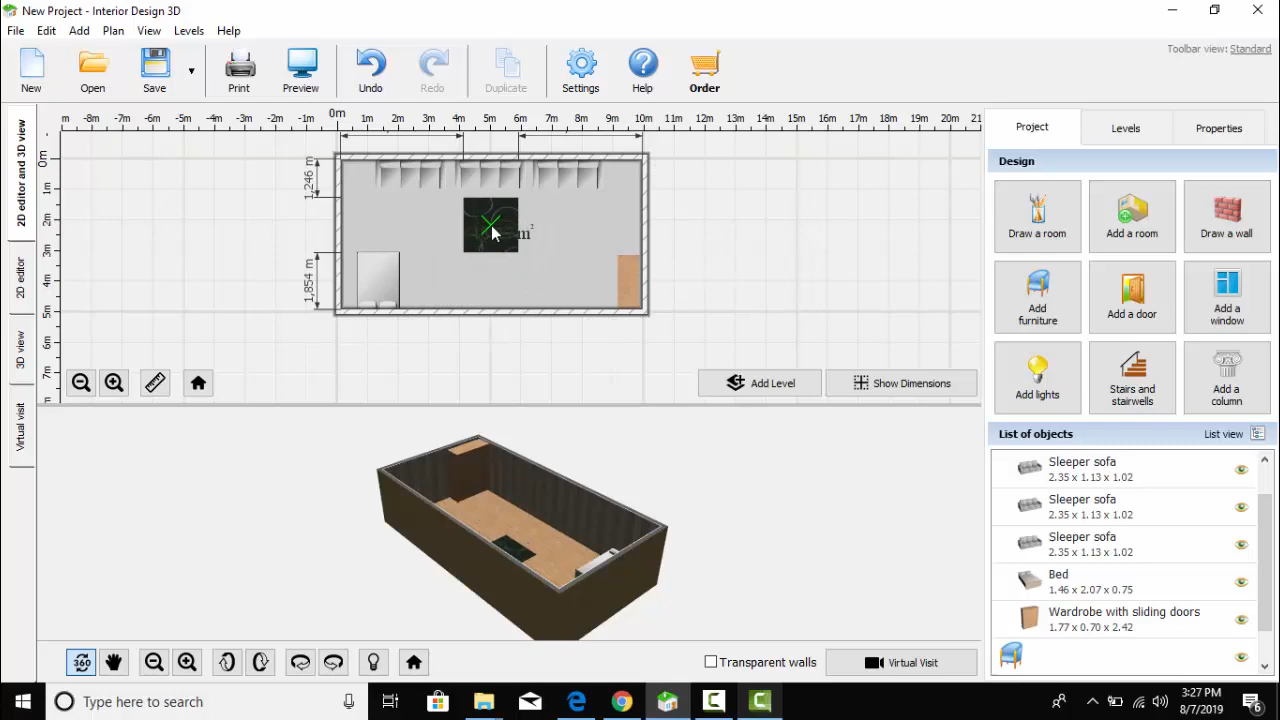 New Project - Interior Design 3D
File Edit Add Plan View Levels Help
Toolbar view: Standard
New Open Save Print Preview Undo Redo Duplicate Settings Help Order
2D editor and 3D view
2D editor
3D view
Virtual visit
m -8m -7m -6m -5m -4m -3m -2m -1m 0m 1m 2m 3m 4m 5m 6m 7m 8m 9m 10m 11m 12m 13m 14m 15m 16m 17m 18m 19m 20m 21
0m
1m
2m
3m
4m
5m
6m
7m
1,246 m
1,854 m
m²
Add Level Show Dimensions
Project Levels Properties
Design
Draw a room Add a room Draw a wall
Add furniture Add a door Add a window
Add lights Stairs and stairwells Add a column
List of objects List view
Sleeper sofa
2.35 x 1.13 x 1.02
Sleeper sofa
2.35 x 1.13 x 1.02
Sleeper sofa
2.35 x 1.13 x 1.02
Bed
1.46 x 2.07 x 0.75
Wardrobe with sliding doors
1.77 x 0.70 x 2.42
360
Transparent walls Virtual Visit
Type here to search
3:27 PM
8/7/2019
6